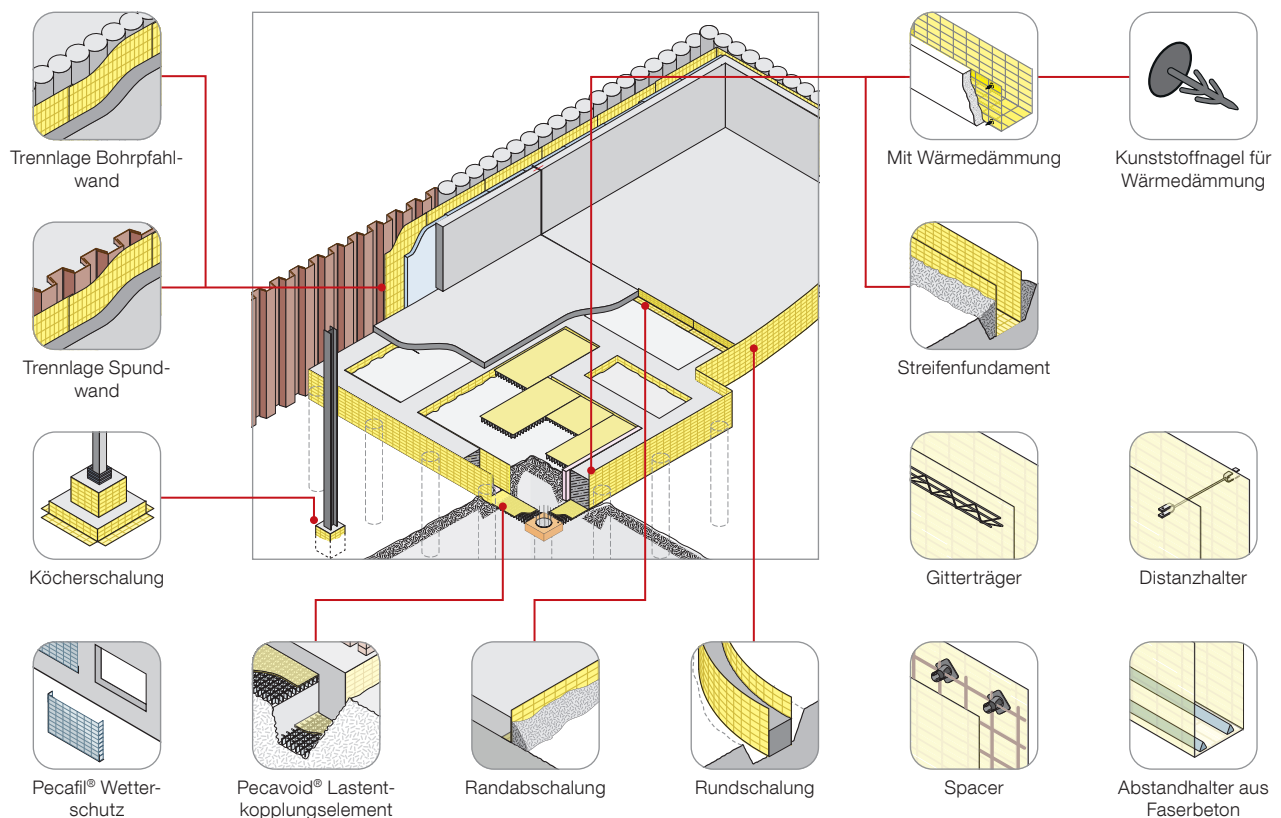 Trennlage Bohrpfahl-
wand
Mit Wärmedämmung
Kunststoffnagel für
Wärmedämmung
Trennlage Spund-
wand
Streifenfundament
Köcherschalung
Gitterträger
Distanzhalter
Pecafil® Wetter-
schutz
Pecavoid® Lastent-
kopplungselement
Randabschalung
Rundschalung
Spacer
Abstandhalter aus
Faserbeton